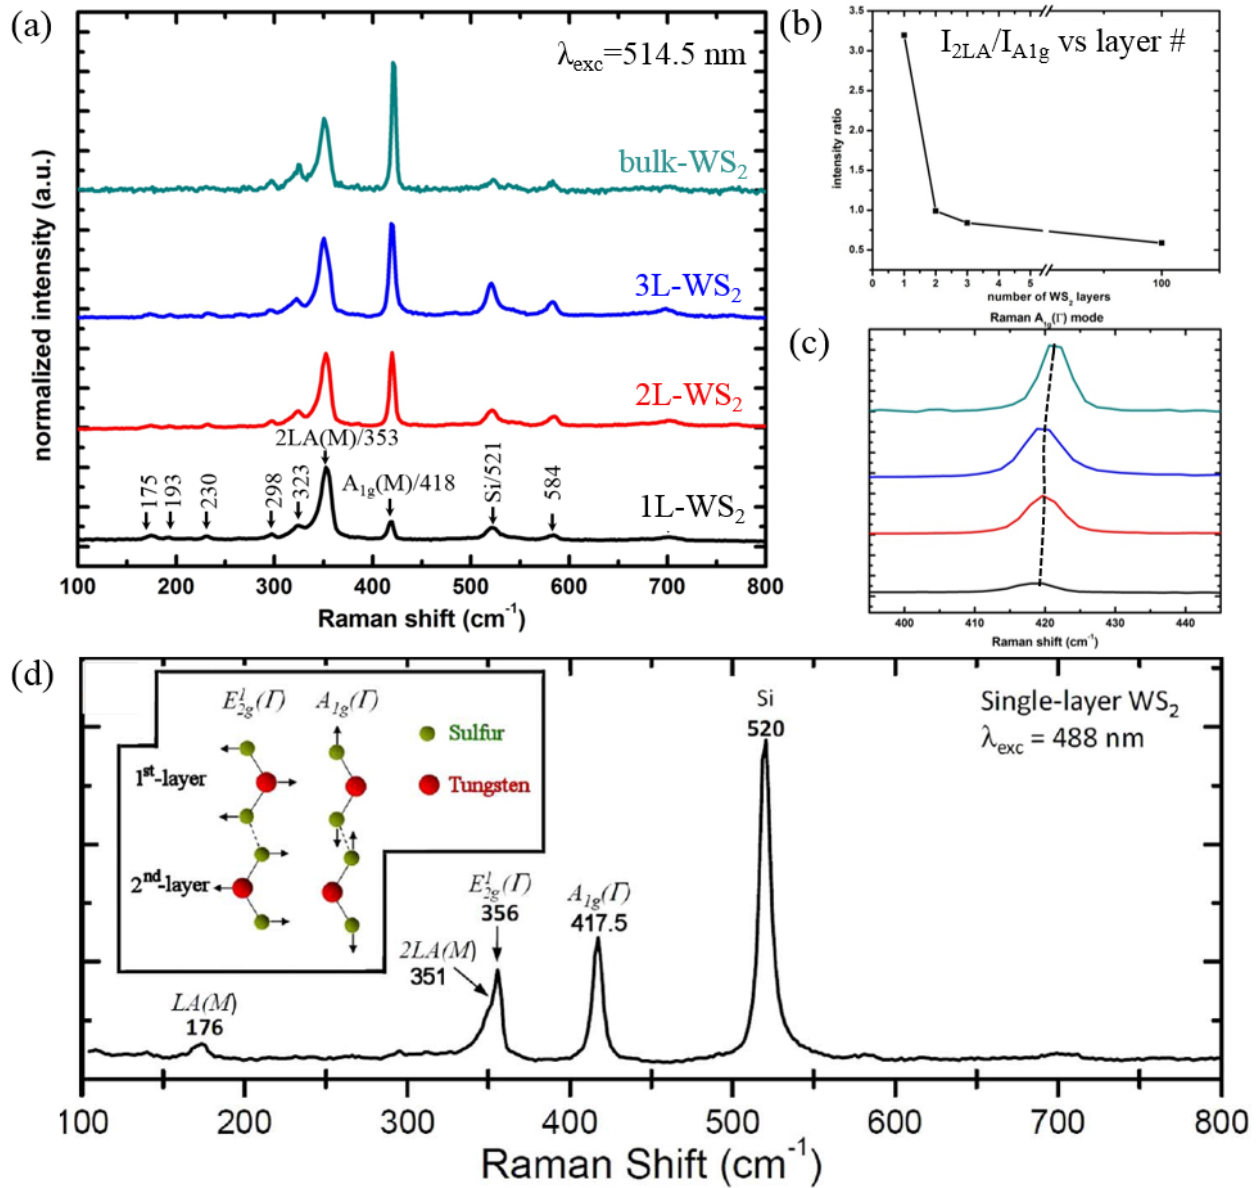 (a)
λexc=514.5 nm
bulk-WS2
3L-WS2
2L-WS2
2LA(M)/353
A1g(M)/418
1L-WS2
175
193
230
298
323
Si/521
584
normalized intensity (a.u.)
100 200 300 400 500 600 700 800
Raman shift (cm-1)
(b)
I2LA/IA1g vs layer #
3.5
3.0
2.5
2.0
1.5
1.0
0.5
intensity ratio
0 1 2 3 4 5 100
number of WS2 layers
Raman A1g(Γ) mode
(c)
400 410 420 430 440
Raman shift (cm-1)
(d)
Single-layer WS2
λexc = 488 nm
E12g(Γ) A1g(Γ)
Sulfur
1st-layer
Tungsten
2nd-layer
LA(M)
176
2LA(M)
351
E12g(Γ)
356
A1g(Γ)
417.5
Si
520
100 200 300 400 500 600 700 800
Raman Shift (cm-1)